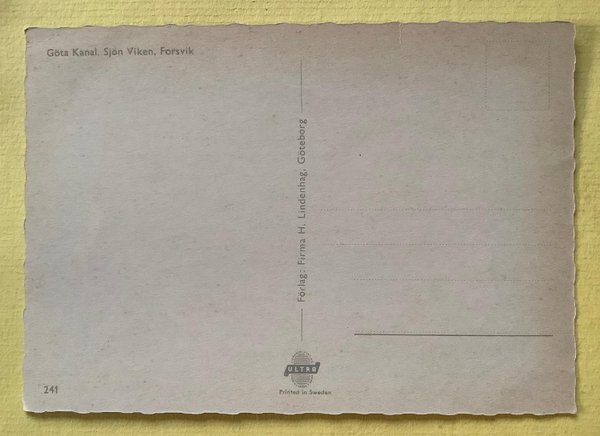 Göta Kanal. Sjön Viken, Forsvik
Förlag: Firma H. Lindenhag, Göteborg
ULTRA
Printed in Sweden
241